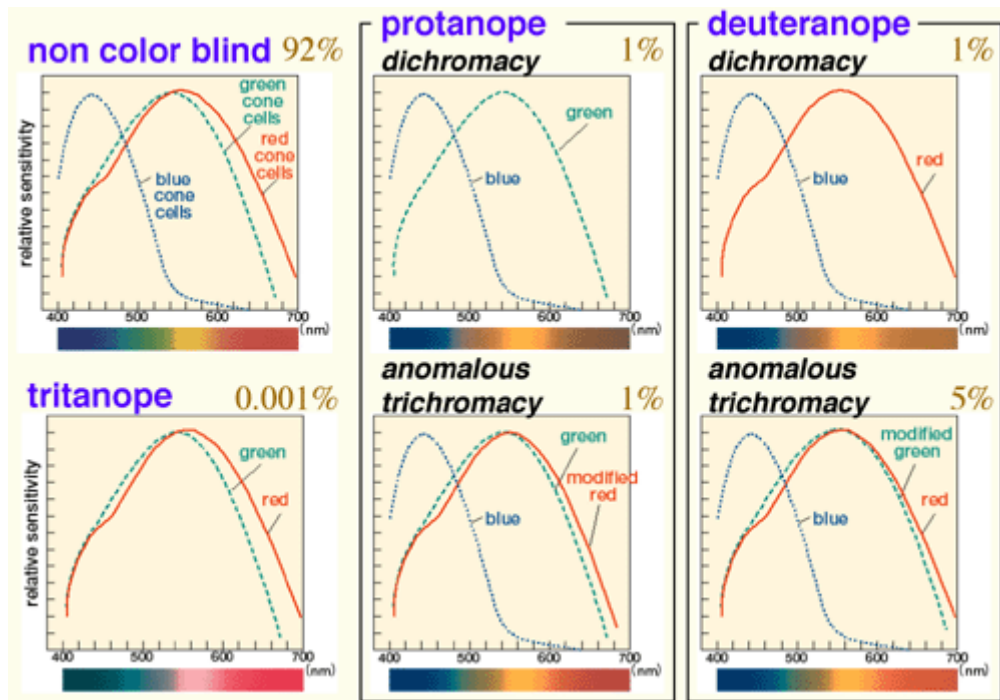 non color blind 92%
green
cone
cells
red
cone
cells
blue
cone
cells
relative sensitivity
400 500 600 700
(nm)
protanope
dichromacy 1%
green
blue
400 500 600 700
(nm)
deuteranope
dichromacy 1%
red
blue
400 500 600 700
(nm)
tritanope 0.001%
green
red
relative sensitivity
400 500 600 700
(nm)
anomalous
trichromacy 1%
green
modified
red
blue
400 500 600 700
(nm)
anomalous
trichromacy 5%
modified
green
red
blue
400 500 600 700
(nm)